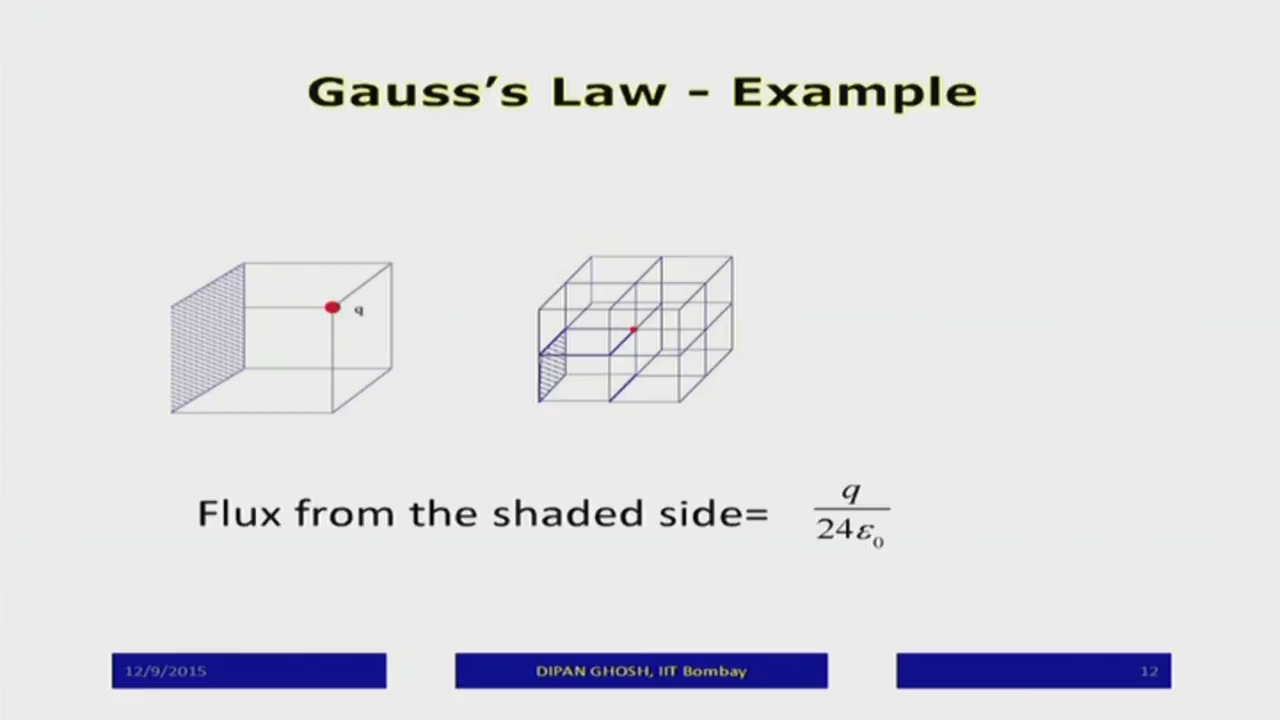 Gauss’s Law – Example
q
Flux from the shaded side= q/24ε₀
12/9/2015
DIPAN GHOSH, IIT Bombay
12